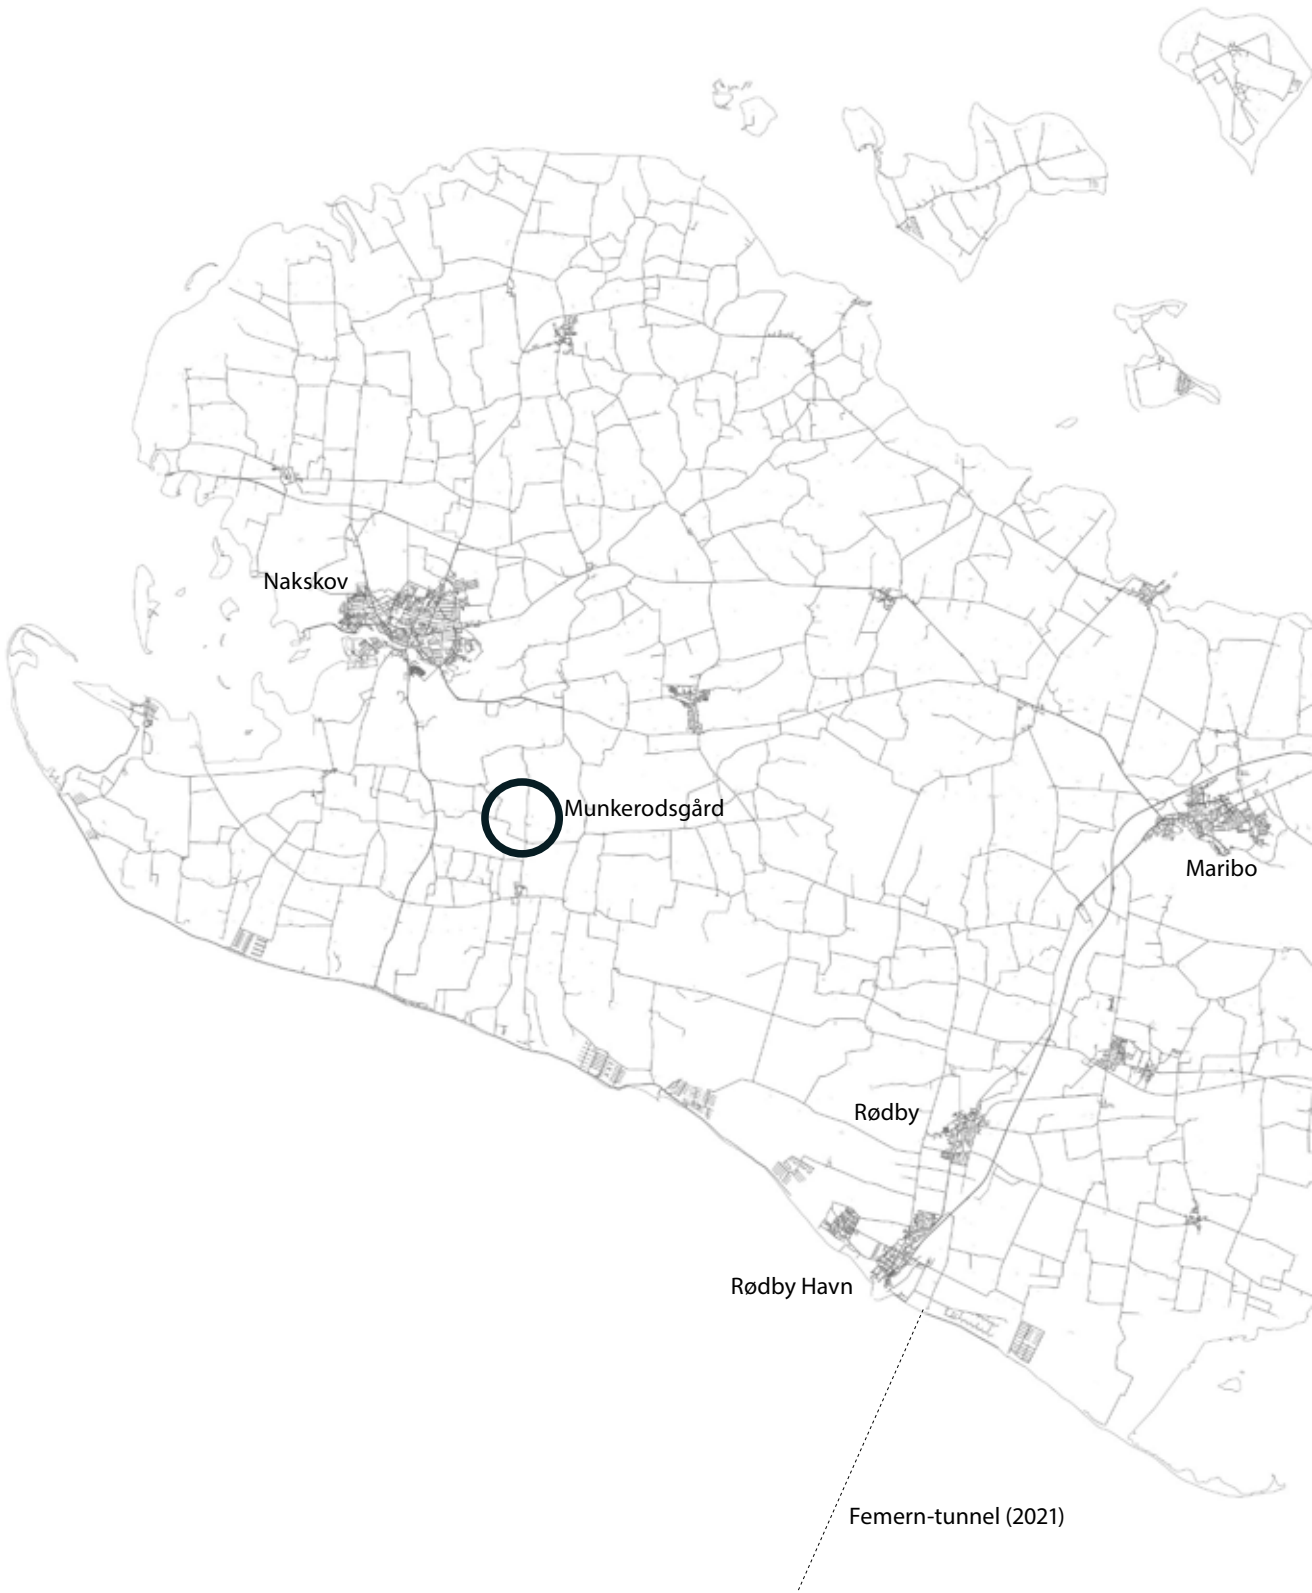 Nakskov
Munkerodsgård
Maribo
Rødby
Rødby Havn
Femern-tunnel (2021)